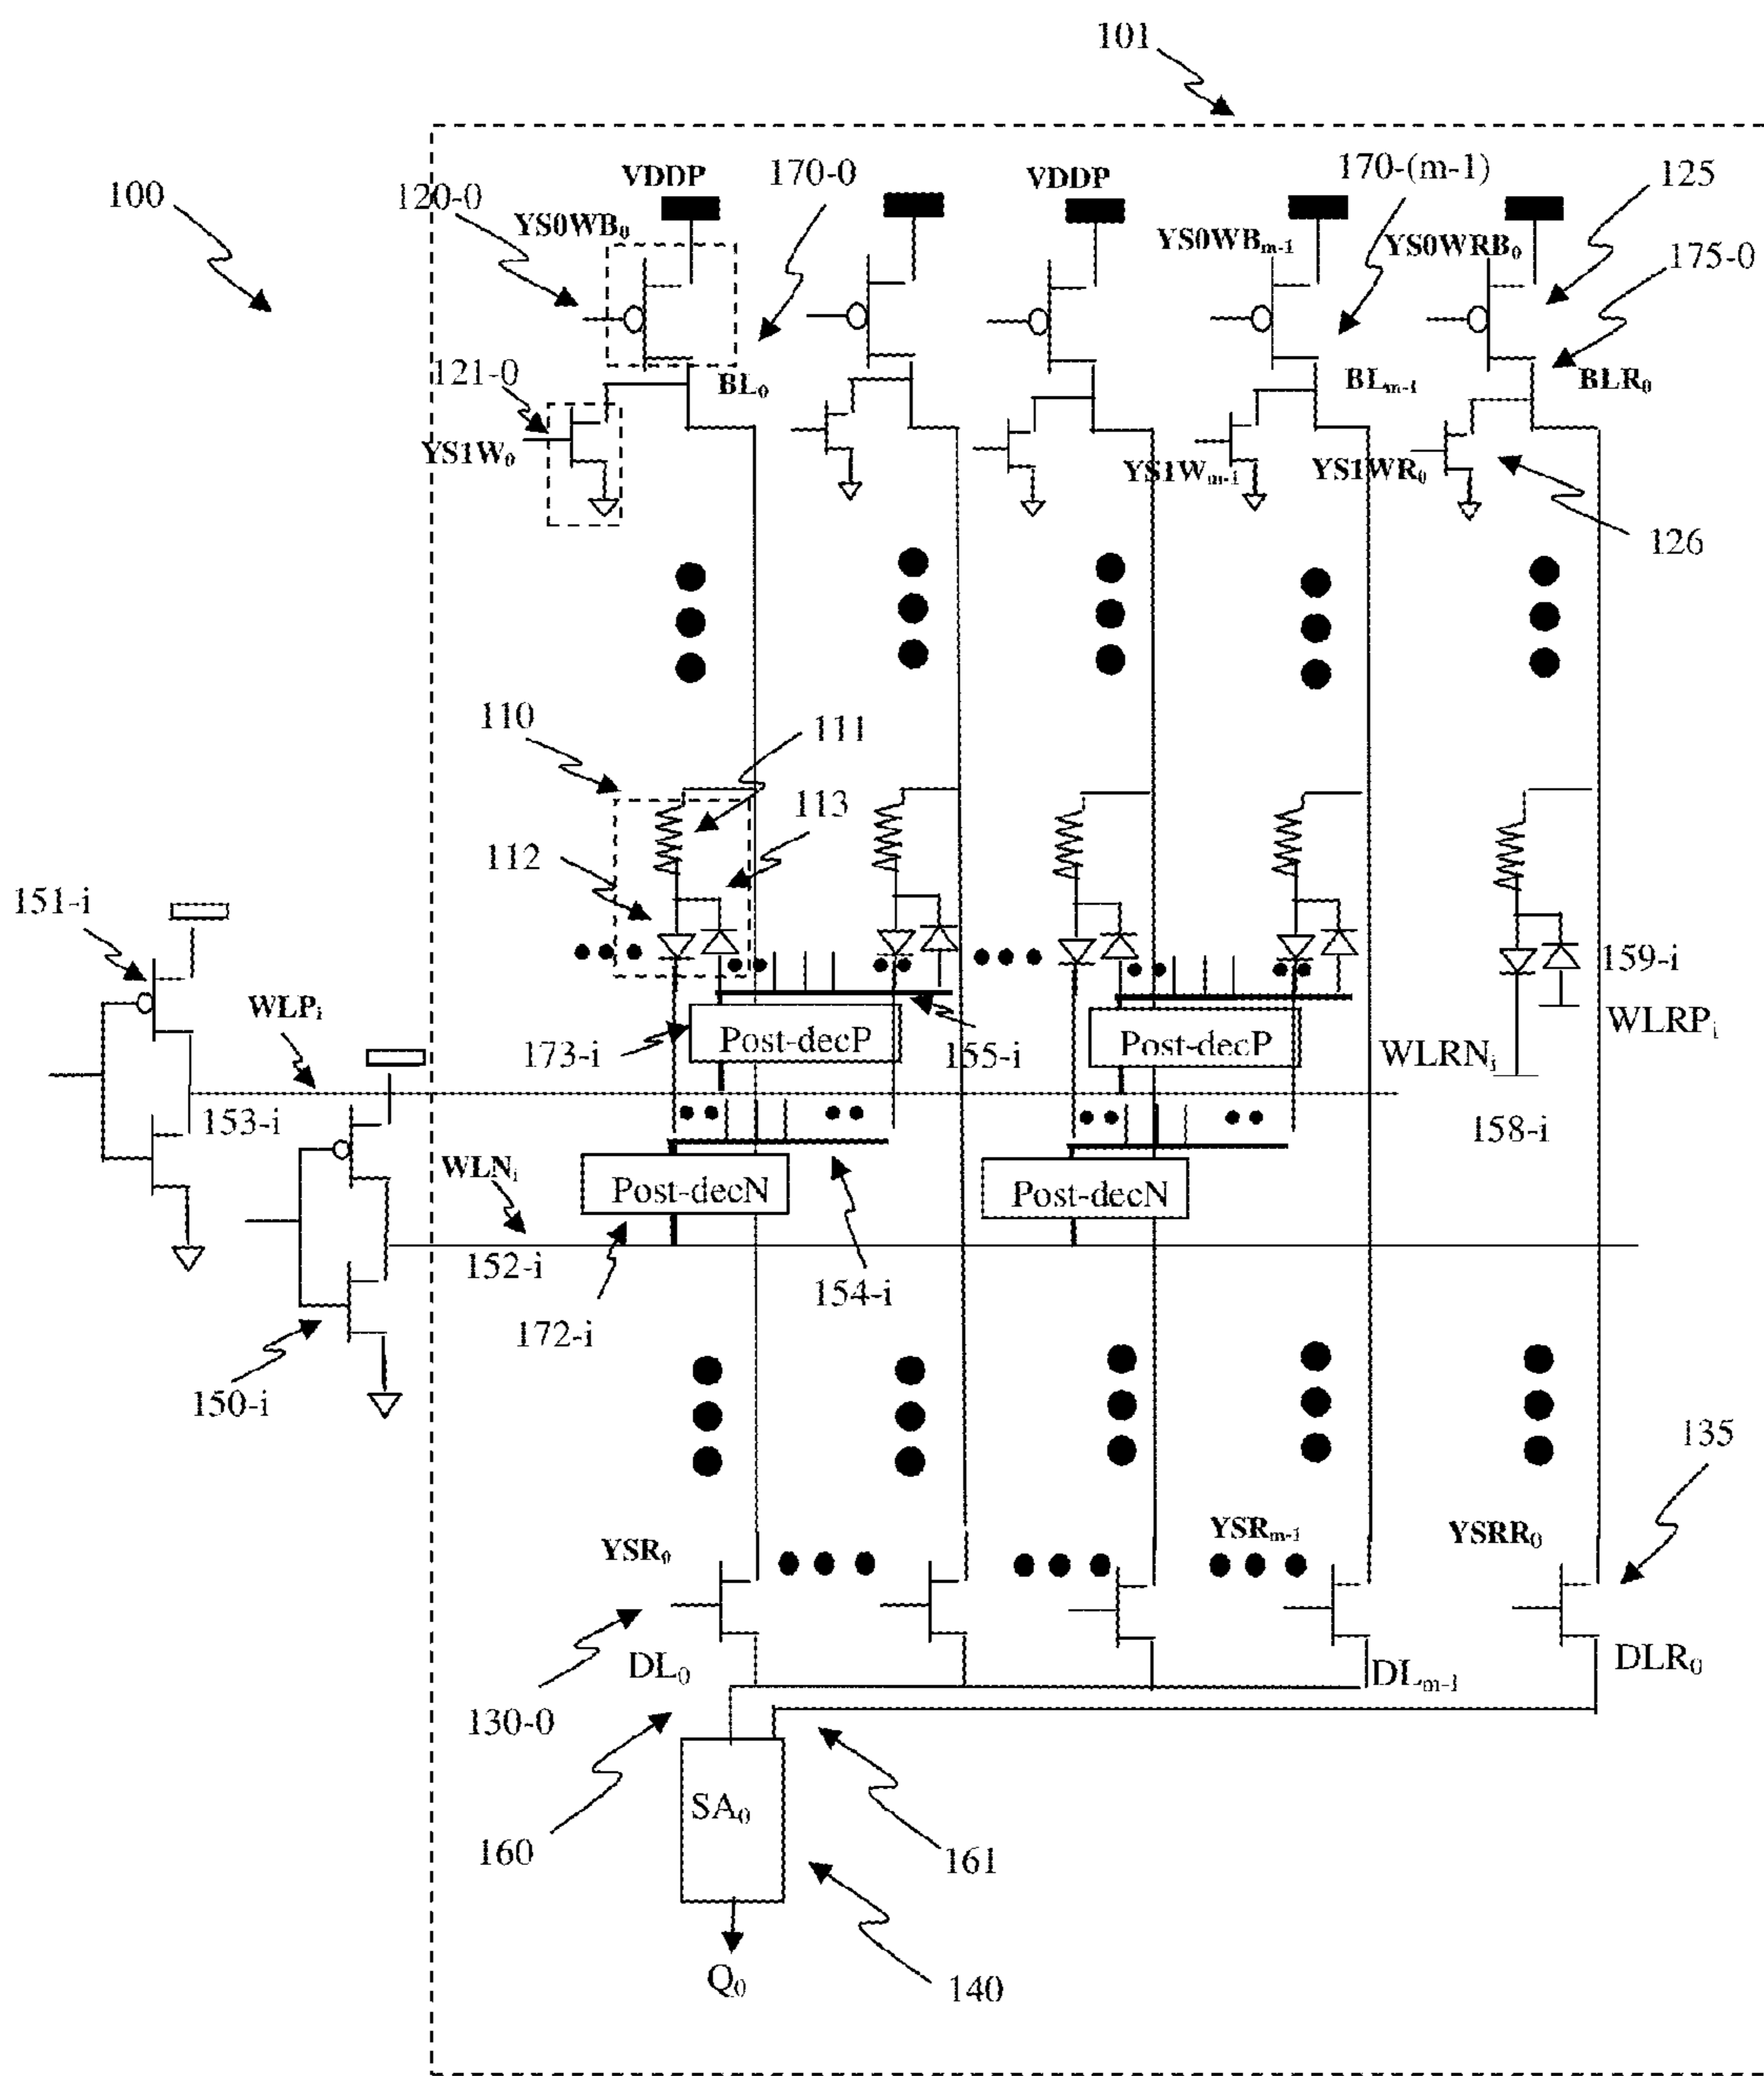 101
100
VDDP
170-0
VDDP
170-(m-1)
125
120-0
YS0WB₀
YS0WBₘ₋₁
YS0WRB₀
175-0
121-0
BL₀
BLₘ₋₁
BLR₀
YS1W₀
YS1Wₘ₋₁
YS1WR₀
126
110
111
113
112
151-i
159-i
WLPᵢ
173-i
Post-decP
155-i
Post-decP
WLRNᵢ
WLRPᵢ
153-i
158-i
WLNᵢ
Post-decN
Post-decN
152-i
154-i
172-i
150-i
135
YSR₀
YSRₘ₋₁
YSRR₀
DL₀
DLₘ₋₁
DLR₀
130-0
SA₀
160
161
Q₀
140